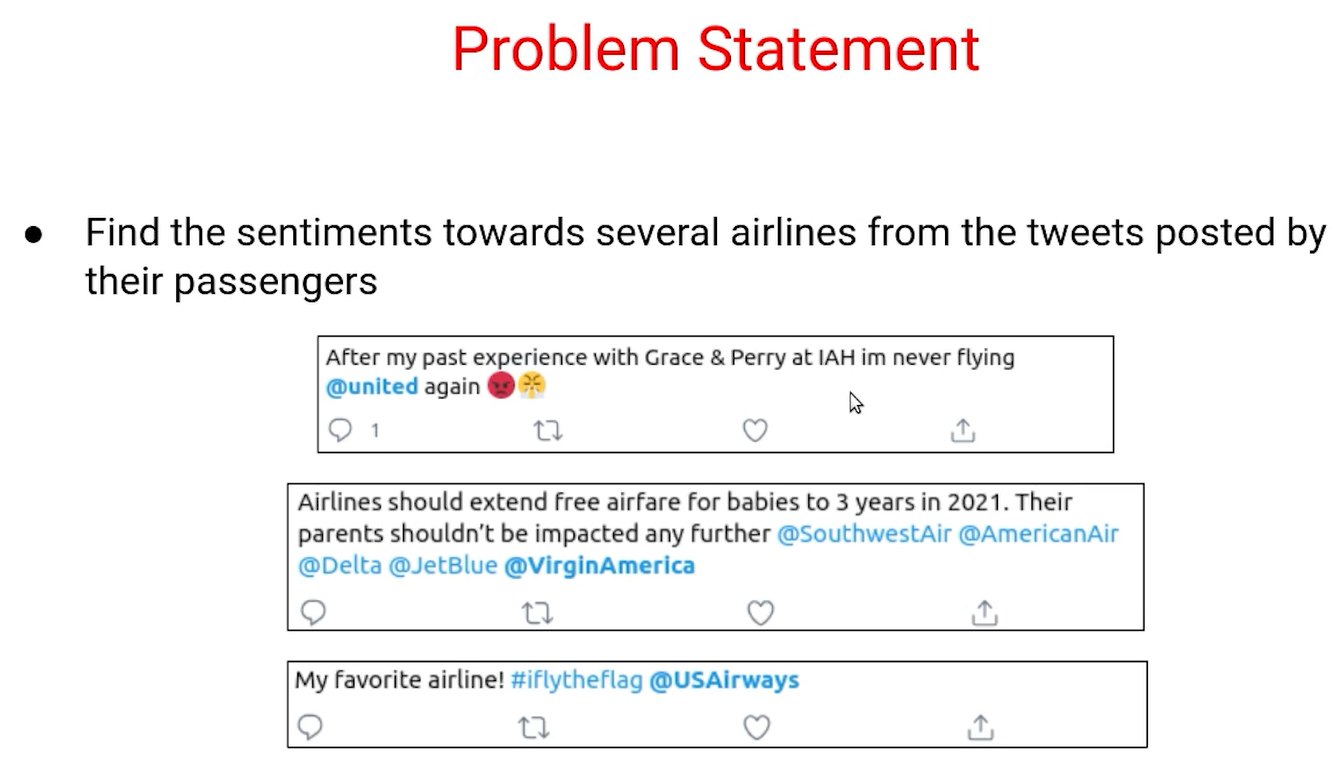 Problem Statement
● Find the sentiments towards several airlines from the tweets posted by
their passengers
After my past experience with Grace & Perry at IAH im never flying
@united again 😡😤
1
Airlines should extend free airfare for babies to 3 years in 2021. Their
parents shouldn’t be impacted any further @SouthwestAir @AmericanAir
@Delta @JetBlue @VirginAmerica
My favorite airline! #iflytheflag @USAirways